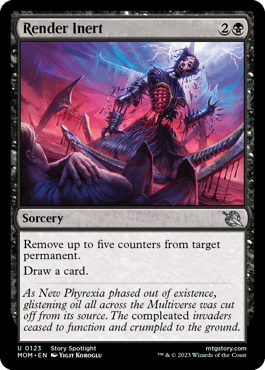 Render Inert 2
Sorcery
Remove up to five counters from target
permanent.
Draw a card.
As New Phyrexia phased out of existence,
glistening oil all across the Multiverse was cut
off from its source. The compleated invaders
ceased to function and crumpled to the ground.
U 0123 Story Spotlight mtgstory.com
MOM • EN YIGIT KOROGLU ™ & © 2023 Wizards of the Coast